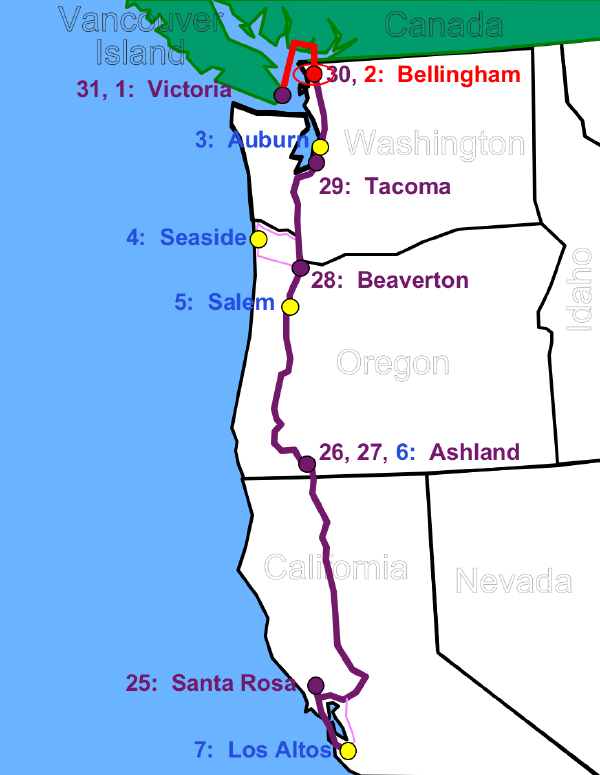 Vancouver
Island
Canada
31, 1: Victoria
30, 2: Bellingham
3: Auburn
Washington
29: Tacoma
4: Seaside
28: Beaverton
Idaho
5: Salem
Oregon
26, 27, 6: Ashland
California
Nevada
25: Santa Rosa
7: Los Altos